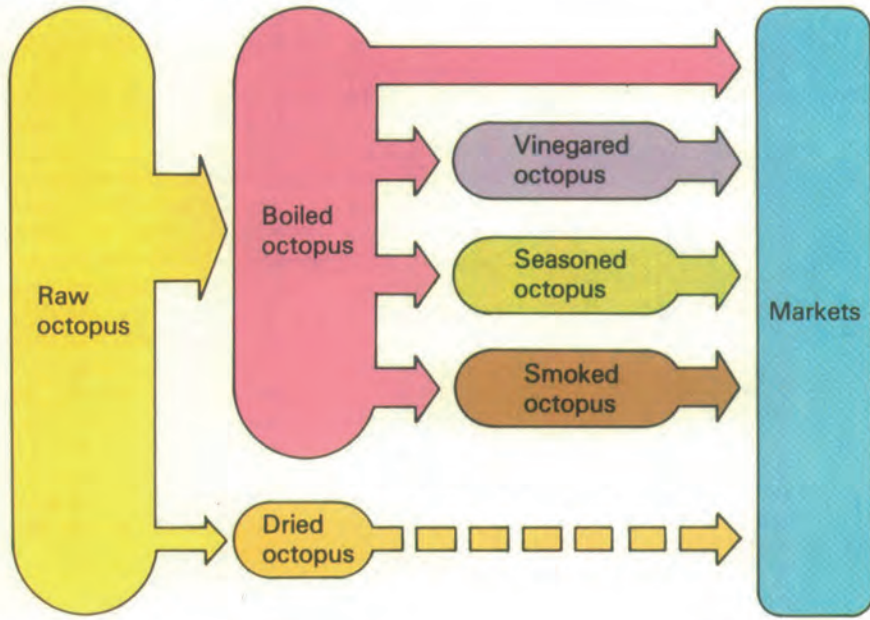 Raw
octopus
Boiled
octopus
Vinegared
octopus
Seasoned
octopus
Smoked
octopus
Dried
octopus
Markets